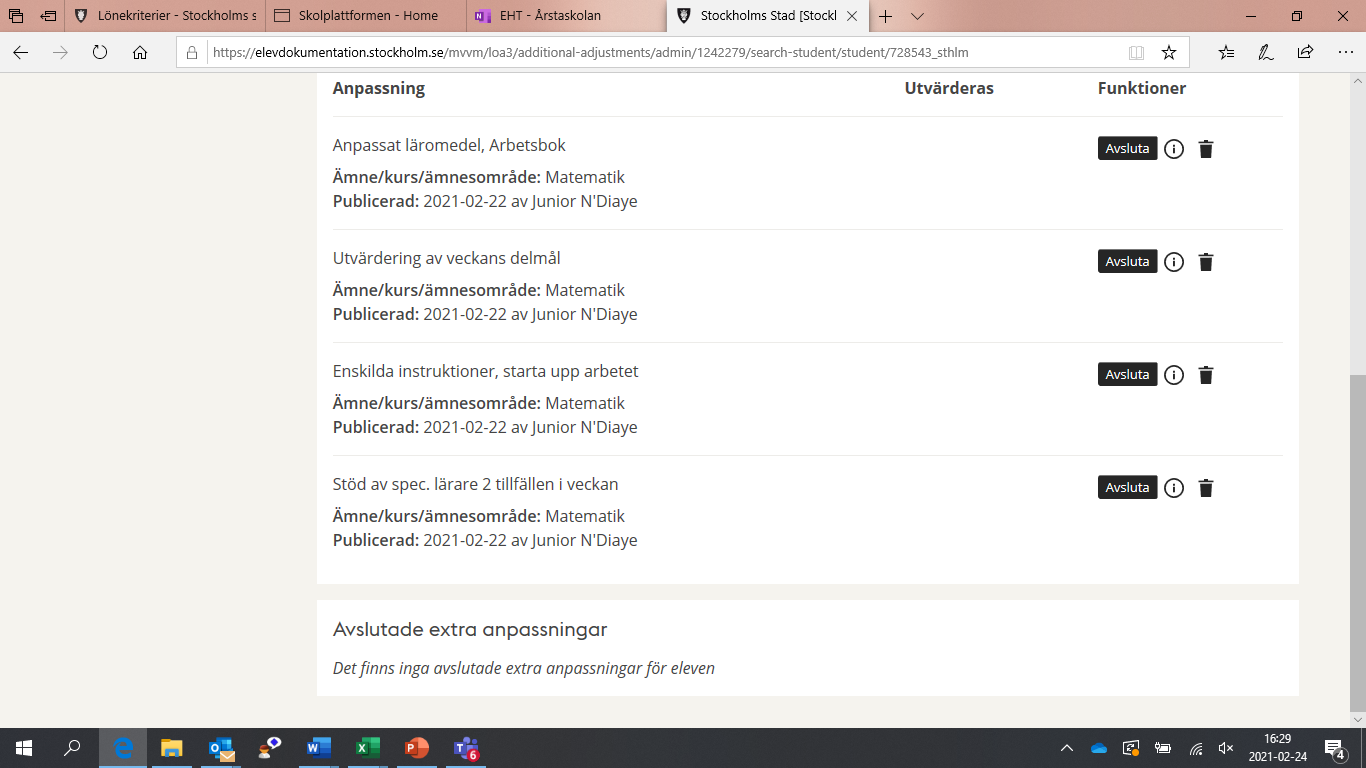 Lönekriterier - Stockholms s
Skolplattformen - Home
EHT - Årstaskolan
Stockholms Stad [Stockl
https://elevdokumentation.stockholm.se/mvvm/loa3/additional-adjustments/admin/1242279/search-student/student/728543_sthlm
Anpassning Utvärderas Funktioner
Anpassat läromedel, Arbetsbok Avsluta
Ämne/kurs/ämnesområde: Matematik
Publicerad: 2021-02-22 av Junior N'Diaye
Utvärdering av veckans delmål Avsluta
Ämne/kurs/ämnesområde: Matematik
Publicerad: 2021-02-22 av Junior N'Diaye
Enskilda instruktioner, starta upp arbetet Avsluta
Ämne/kurs/ämnesområde: Matematik
Publicerad: 2021-02-22 av Junior N'Diaye
Stöd av spec. lärare 2 tillfällen i veckan Avsluta
Ämne/kurs/ämnesområde: Matematik
Publicerad: 2021-02-22 av Junior N'Diaye
Avslutade extra anpassningar
Det finns inga avslutade extra anpassningar för eleven
16:29
2021-02-24
6
4